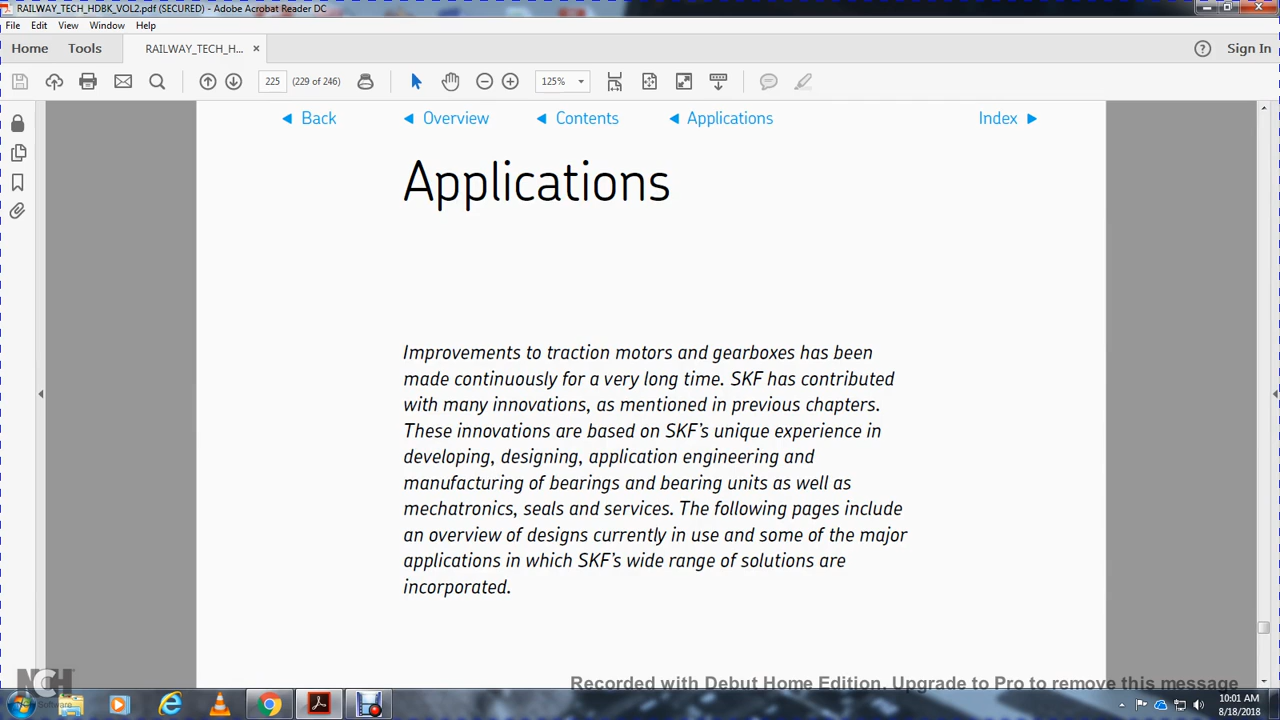 RAILWAY_TECH_HDBK_VOL2.pdf (SECURED) - Adobe Acrobat Reader DC
File Edit View Window Help
Home Tools RAILWAY_TECH_H... × Sign In
225 (229 of 246) 125%
Back Overview Contents Applications Index
Applications
Improvements to traction motors and gearboxes has been
made continuously for a very long time. SKF has contributed
with many innovations, as mentioned in previous chapters.
These innovations are based on SKF's unique experience in
developing, designing, application engineering and
manufacturing of bearings and bearing units as well as
mechatronics, seals and services. The following pages include
an overview of designs currently in use and some of the major
applications in which SKF's wide range of solutions are
incorporated.
NCH
Software
Recorded with Debut Home Edition. Upgrade to Pro to remove this message
10:01 AM
8/18/2018